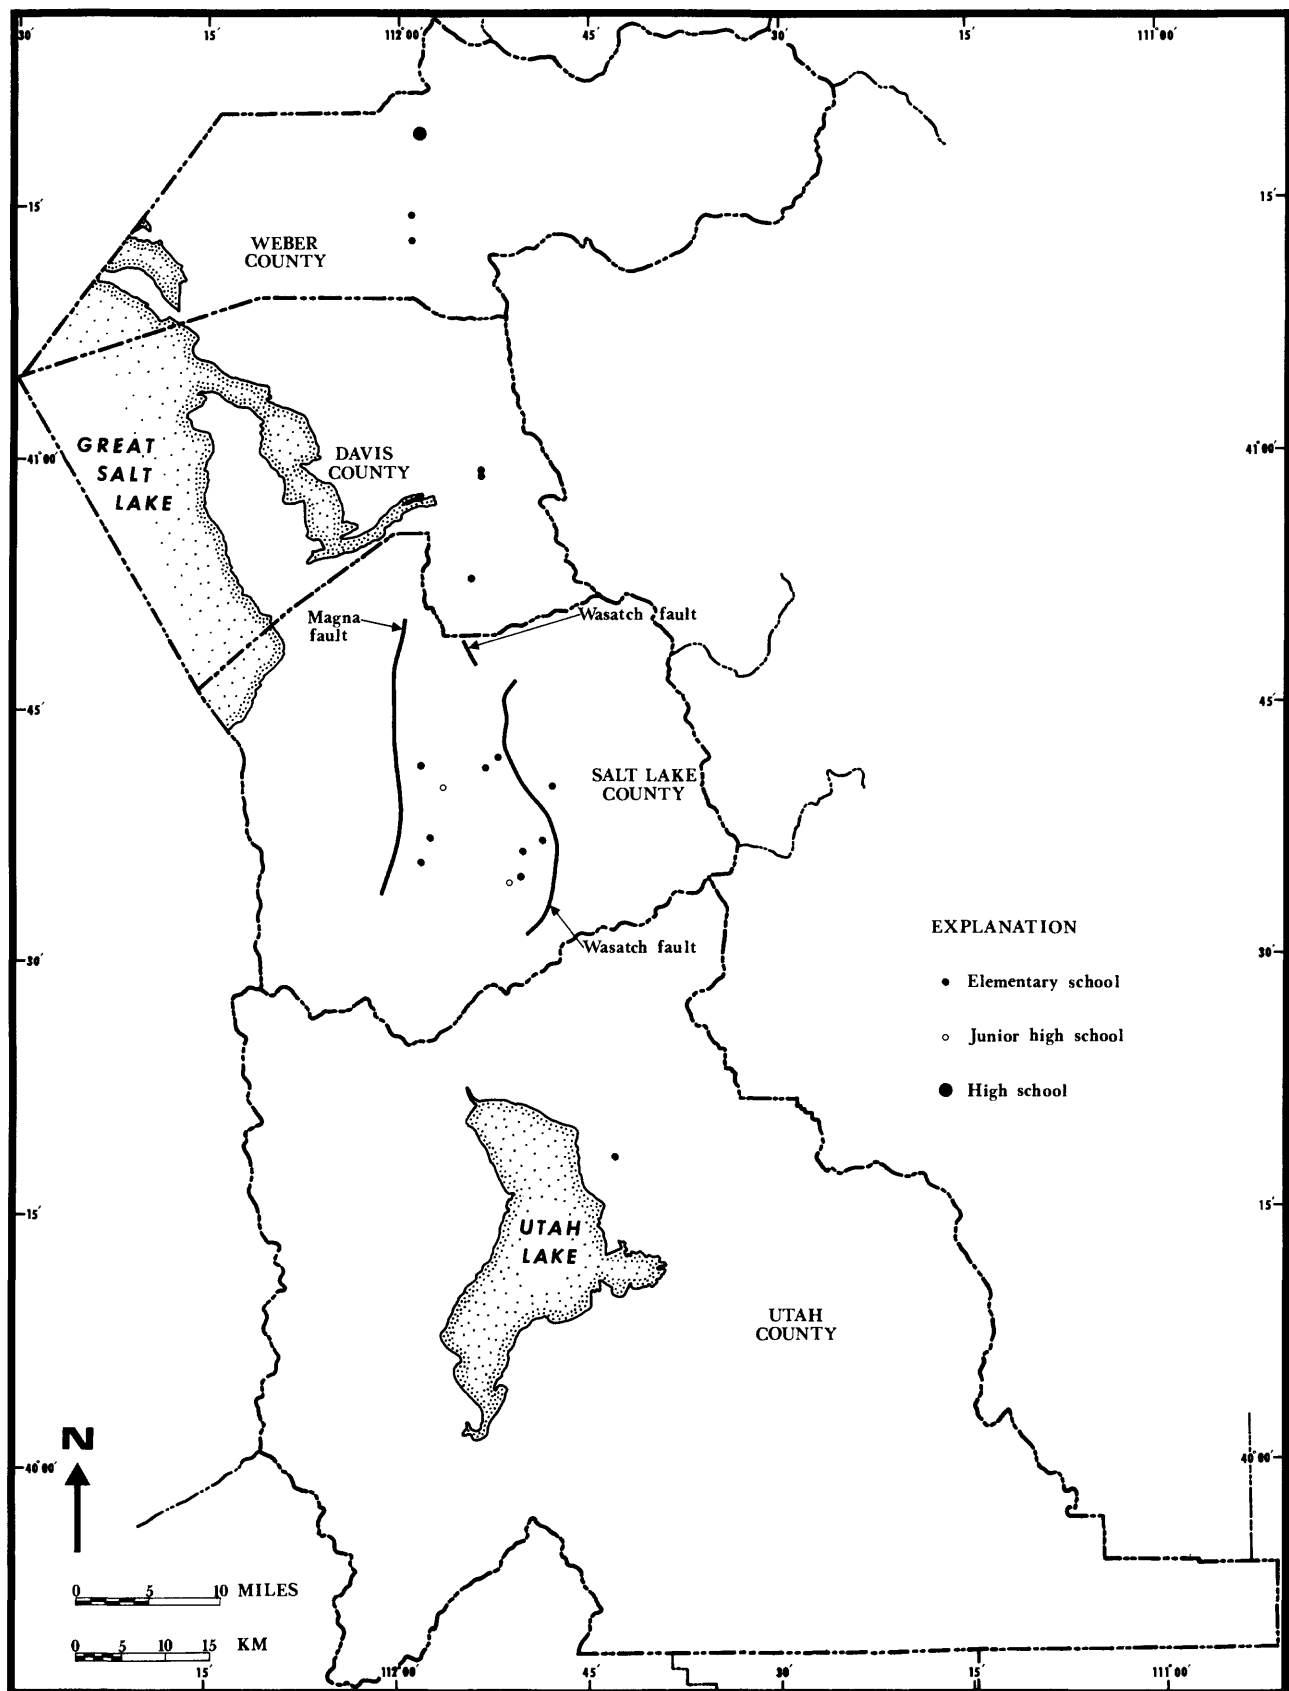 30′ 15′ 112°00′ 45′ 30′ 15′ 111°00′
15′ 15′
WEBER
COUNTY
GREAT
SALT
LAKE
DAVIS
COUNTY
41°00′ 41°00′
Magna
fault
Wasatch fault
45′ 45′
SALT LAKE
COUNTY
Wasatch fault
30′ 30′
EXPLANATION
Elementary school
Junior high school
High school
15′ 15′
UTAH
LAKE
UTAH
COUNTY
N
40°00′ 40°00′
0 5 10 MILES
0 5 10 15 KM
15′ 112°00′ 45′ 30′ 15′ 111°00′